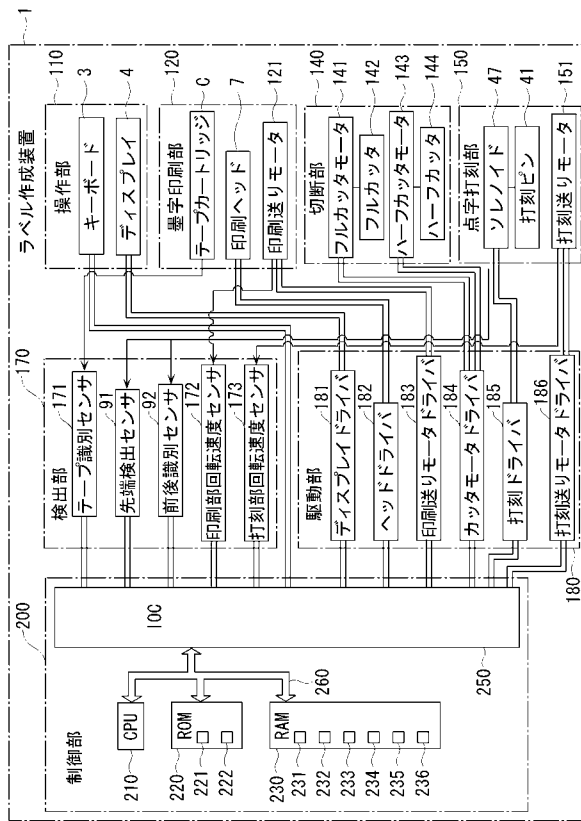 1
ラベル作成装置
200
制御部
CPU
210
ROM
220
221
222
RAM
230
231
232
233
234
235
236
260
IOC
250
170
検出部
171
テープ識別センサ
91
先端検出センサ
92
前後識別センサ
172
印刷部回転速度センサ
173
打刻部回転速度センサ
180
駆動部
181
ディスプレイドライバ
182
ヘッドドライバ
183
印刷送りモータドライバ
184
カッタモータドライバ
185
打刻ドライバ
186
打刻送りモータドライバ
110
操作部
3
キーボード
4
ディスプレイ
120
墨字印刷部
C
テープカートリッジ
7
印刷ヘッド
121
印刷送りモータ
140
切断部
141
フルカッタモータ
142
フルカッタ
143
ハーフカッタモータ
144
ハーフカッタ
150
点字打刻部
47
ソレノイド
41
打刻ピン
151
打刻送りモータ